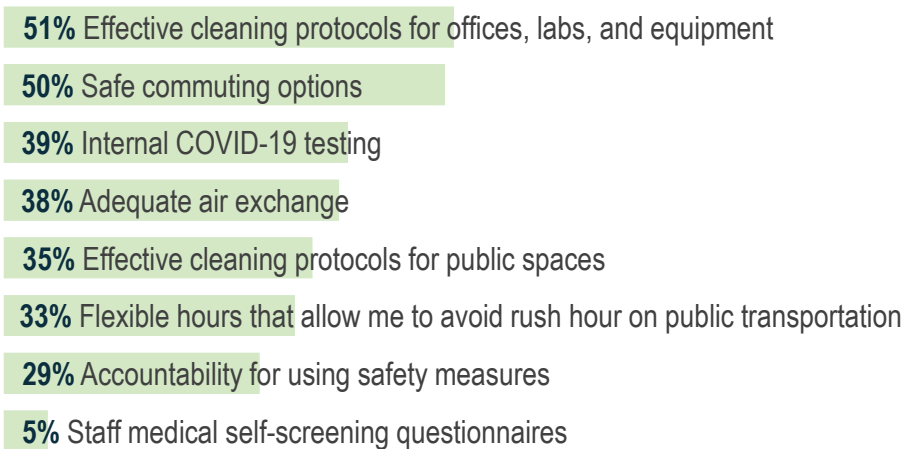 51% Effective cleaning protocols for offices, labs, and equipment
50% Safe commuting options
39% Internal COVID-19 testing
38% Adequate air exchange
35% Effective cleaning protocols for public spaces
33% Flexible hours that allow me to avoid rush hour on public transportation
29% Accountability for using safety measures
5% Staff medical self-screening questionnaires